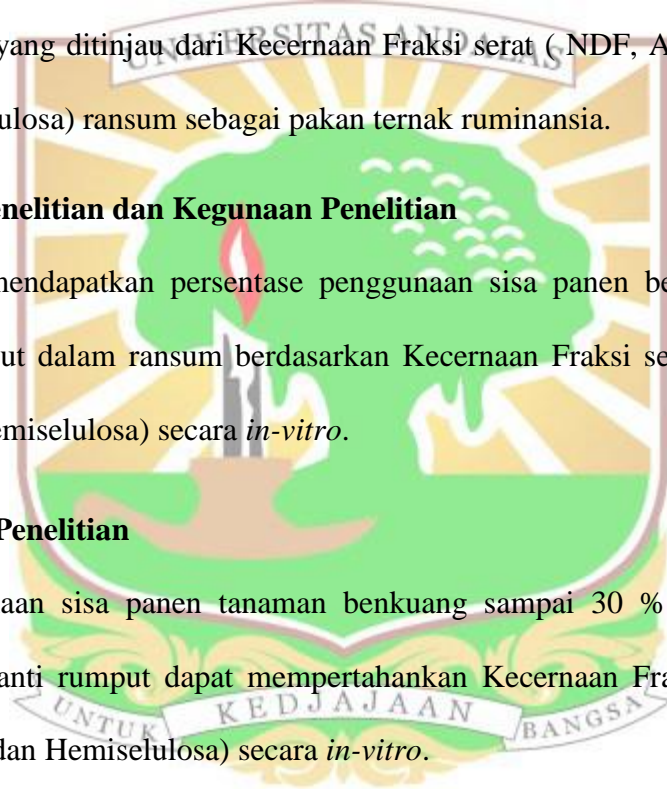 UNIVERSITAS ANDALAS
yang ditinjau dari Kecernaan Fraksi serat ( NDF, A
ulosa) ransum sebagai pakan ternak ruminansia.
enelitian dan Kegunaan Penelitian
mendapatkan persentase penggunaan sisa panen be
ut dalam ransum berdasarkan Kecernaan Fraksi se
emiselulosa) secara in-vitro.
Penelitian
aan sisa panen tanaman benkuang sampai 30 %
anti rumput dapat mempertahankan Kecernaan Fra
dan Hemiselulosa) secara in-vitro.
UNTUK KEDJAJAAN BANGSA